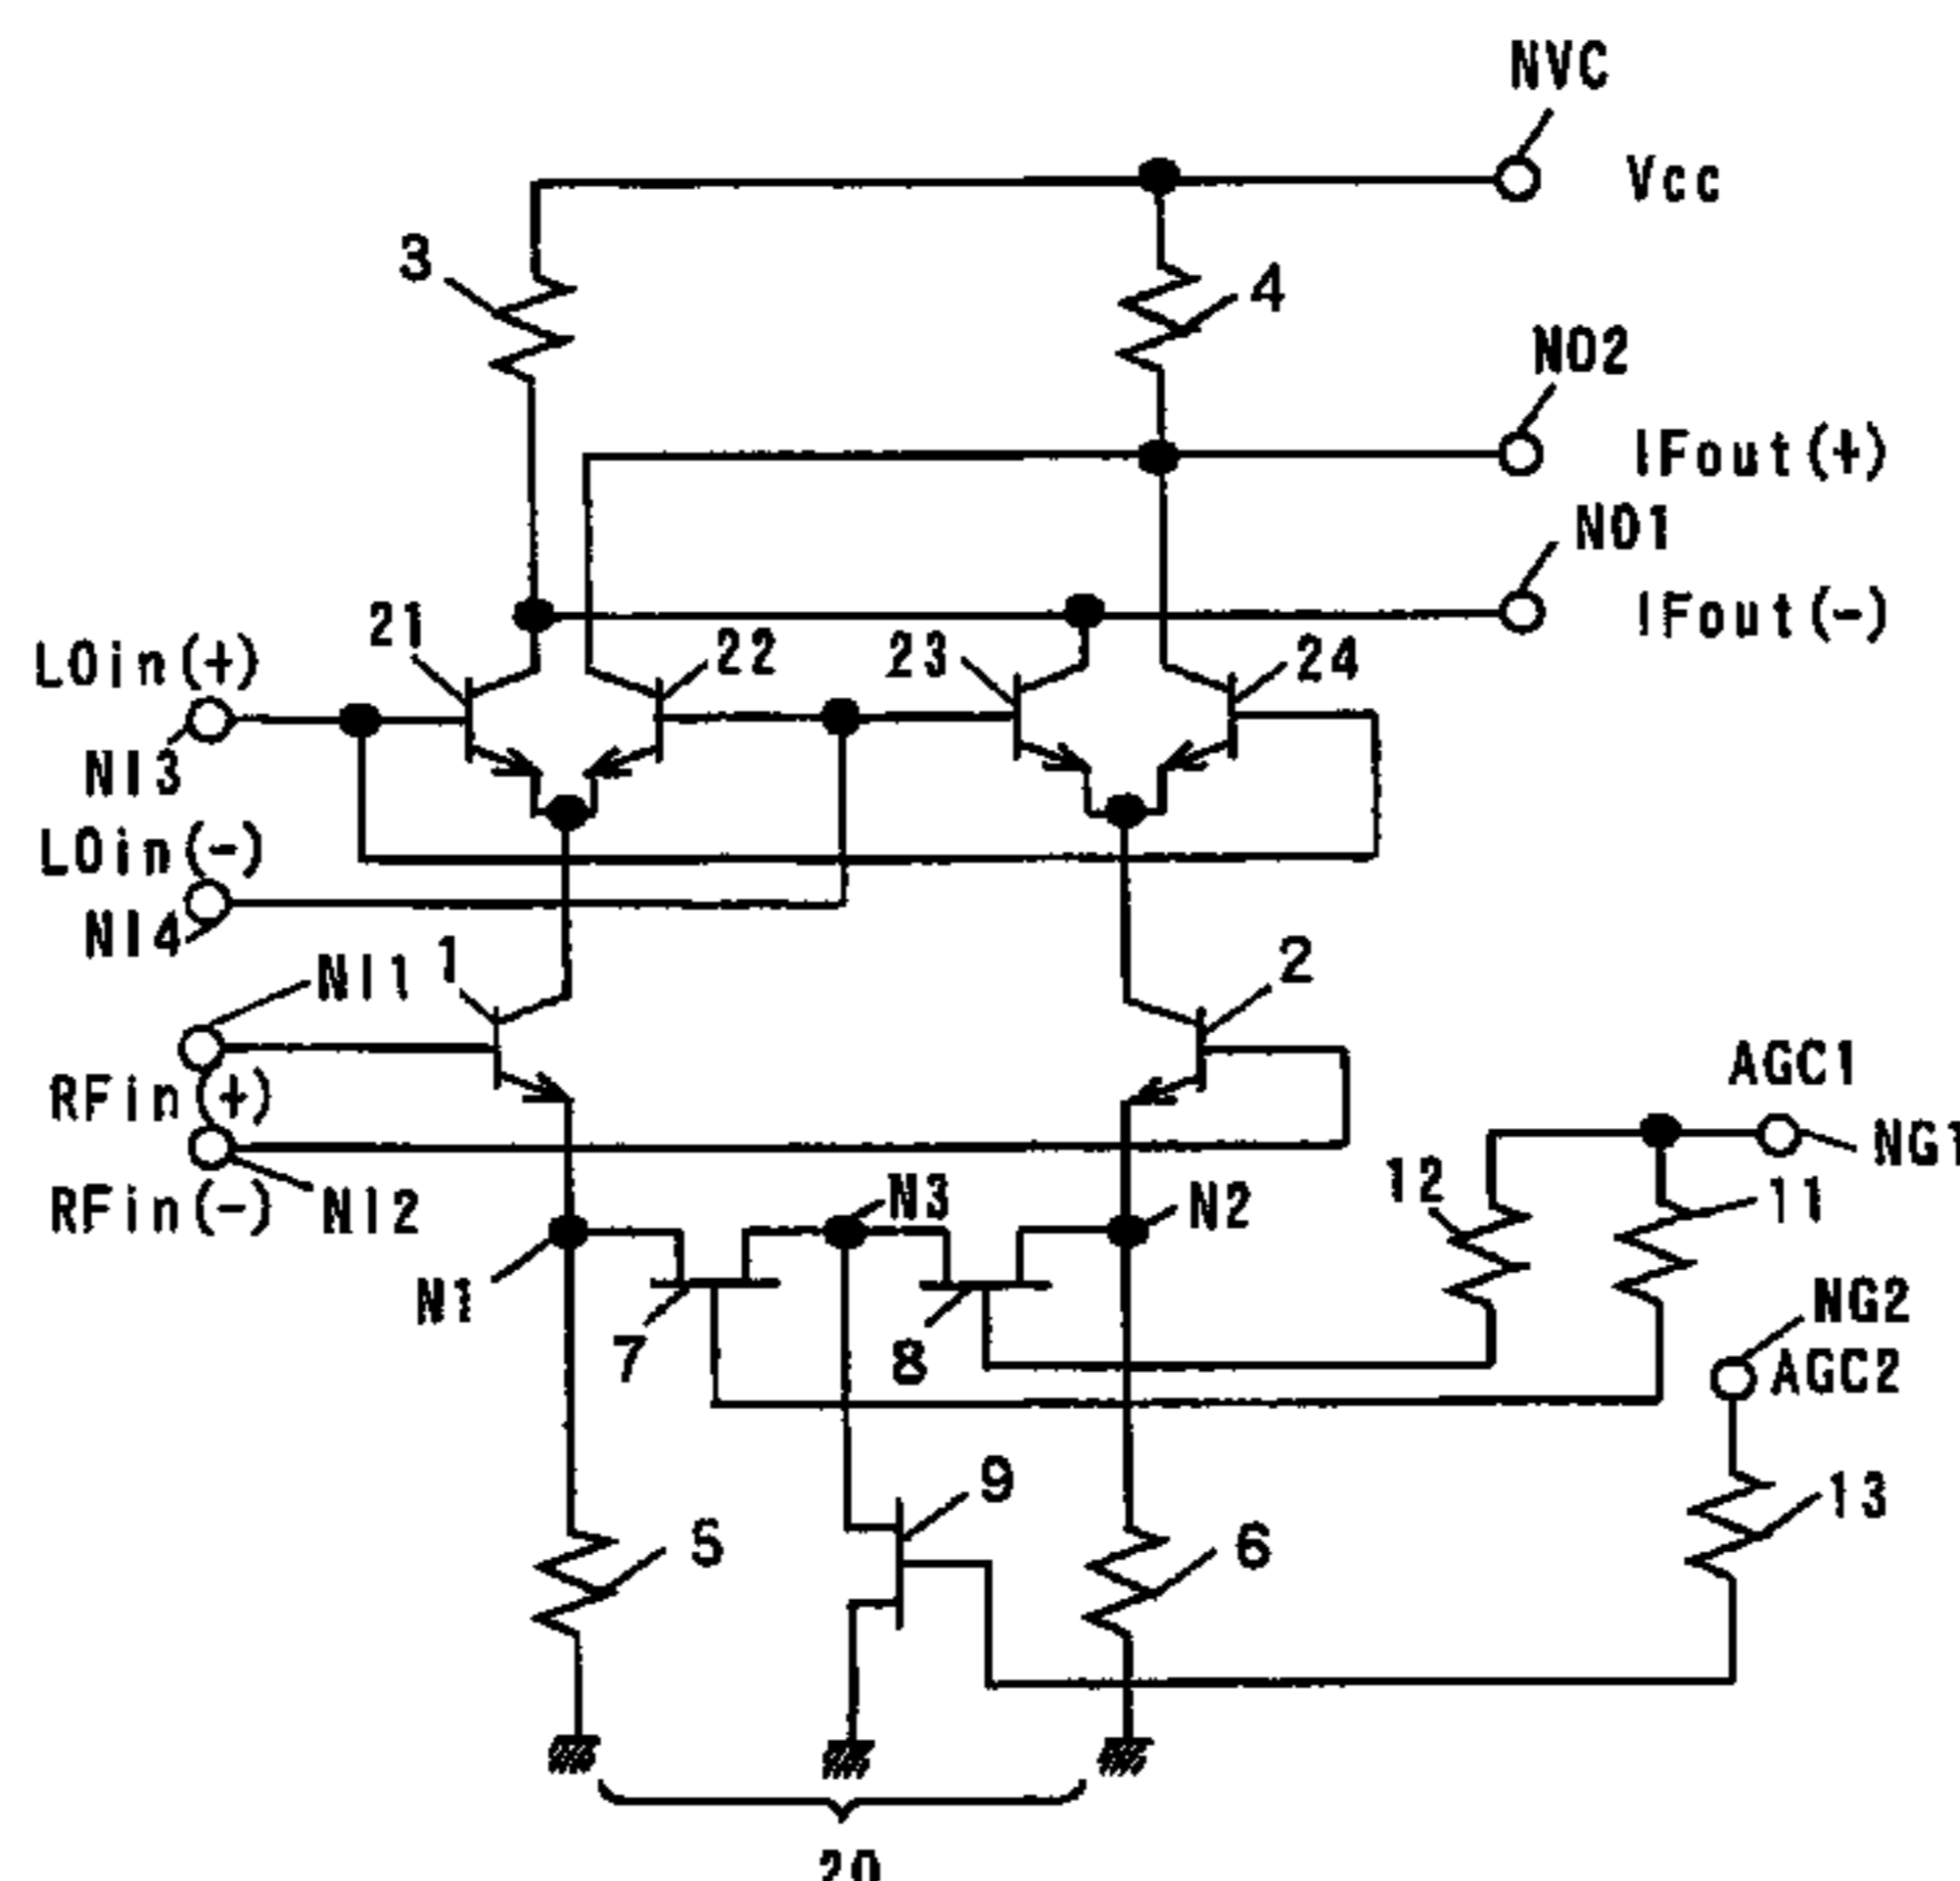 NVC
Vcc
3
4
NO2
IFout(+)
NO1
IFout(-)
21
22
23
24
LOin(+)
NI3
LOin(-)
NI4
NI1
1
2
RFin(+)
RFin(-)
NI2
AGC1
NG1
12
11
N3
N2
N1
7
8
NG2
AGC2
9
13
5
6
20